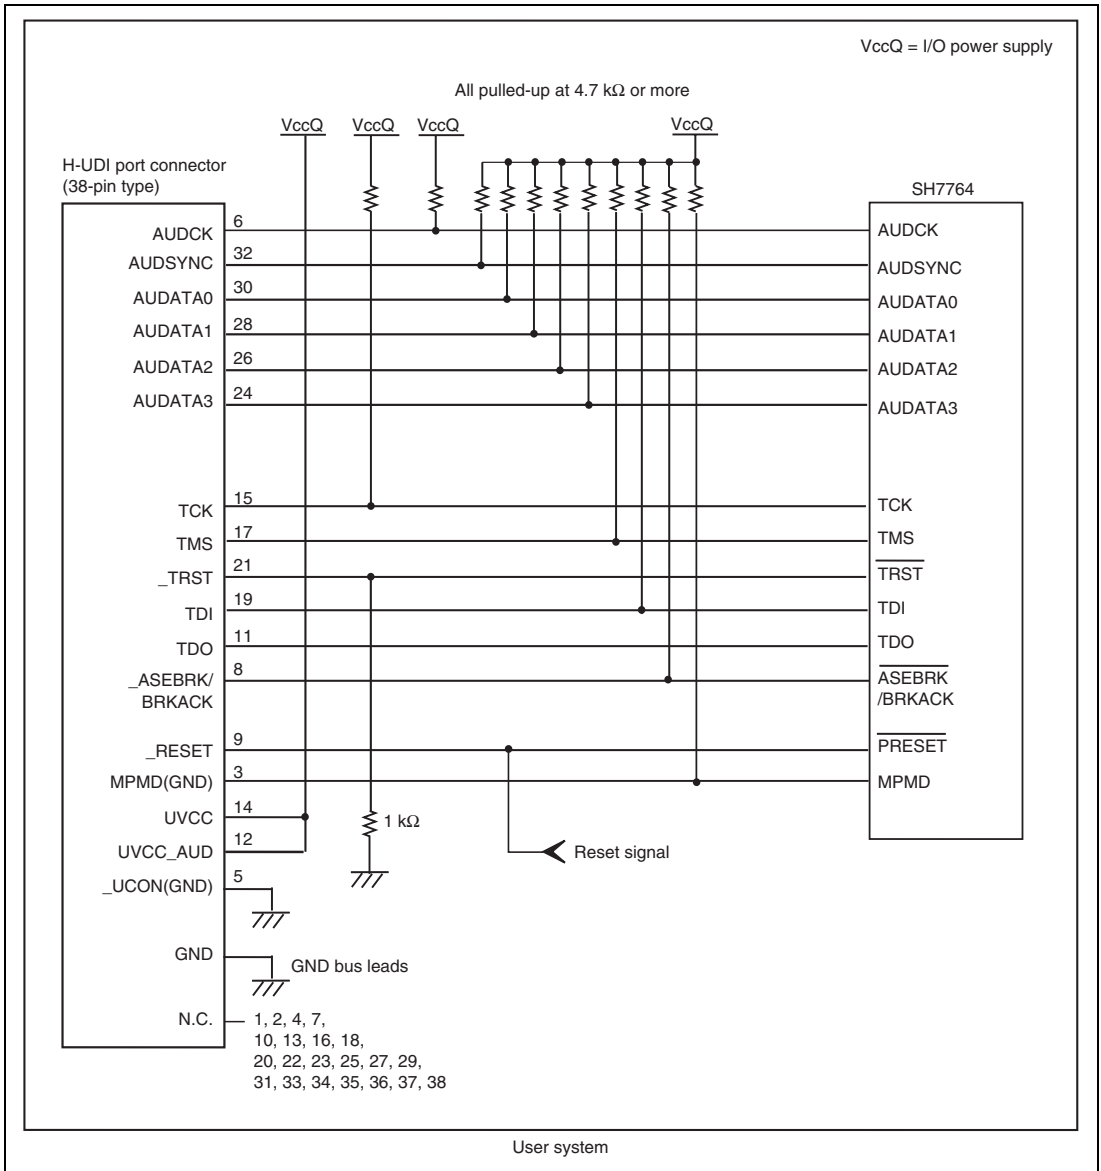 VccQ = I/O power supply
All pulled-up at 4.7 kΩ or more
VccQ VccQ VccQ VccQ
H-UDI port connector
(38-pin type)
SH7764
AUDCK 6 AUDCK
AUDSYNC 32 AUDSYNC
AUDATA0 30 AUDATA0
AUDATA1 28 AUDATA1
AUDATA2 26 AUDATA2
AUDATA3 24 AUDATA3
TCK 15 TCK
TMS 17 TMS
_TRST 21 TRST
TDI 19 TDI
TDO 11 TDO
_ASEBRK/ 8 ASEBRK
BRKACK /BRKACK
_RESET 9 PRESET
MPMD(GND) 3 MPMD
UVCC 14
1 kΩ
UVCC_AUD 12
Reset signal
_UCON(GND) 5
GND
GND bus leads
N.C. 1, 2, 4, 7,
10, 13, 16, 18,
20, 22, 23, 25, 27, 29,
31, 33, 34, 35, 36, 37, 38
User system